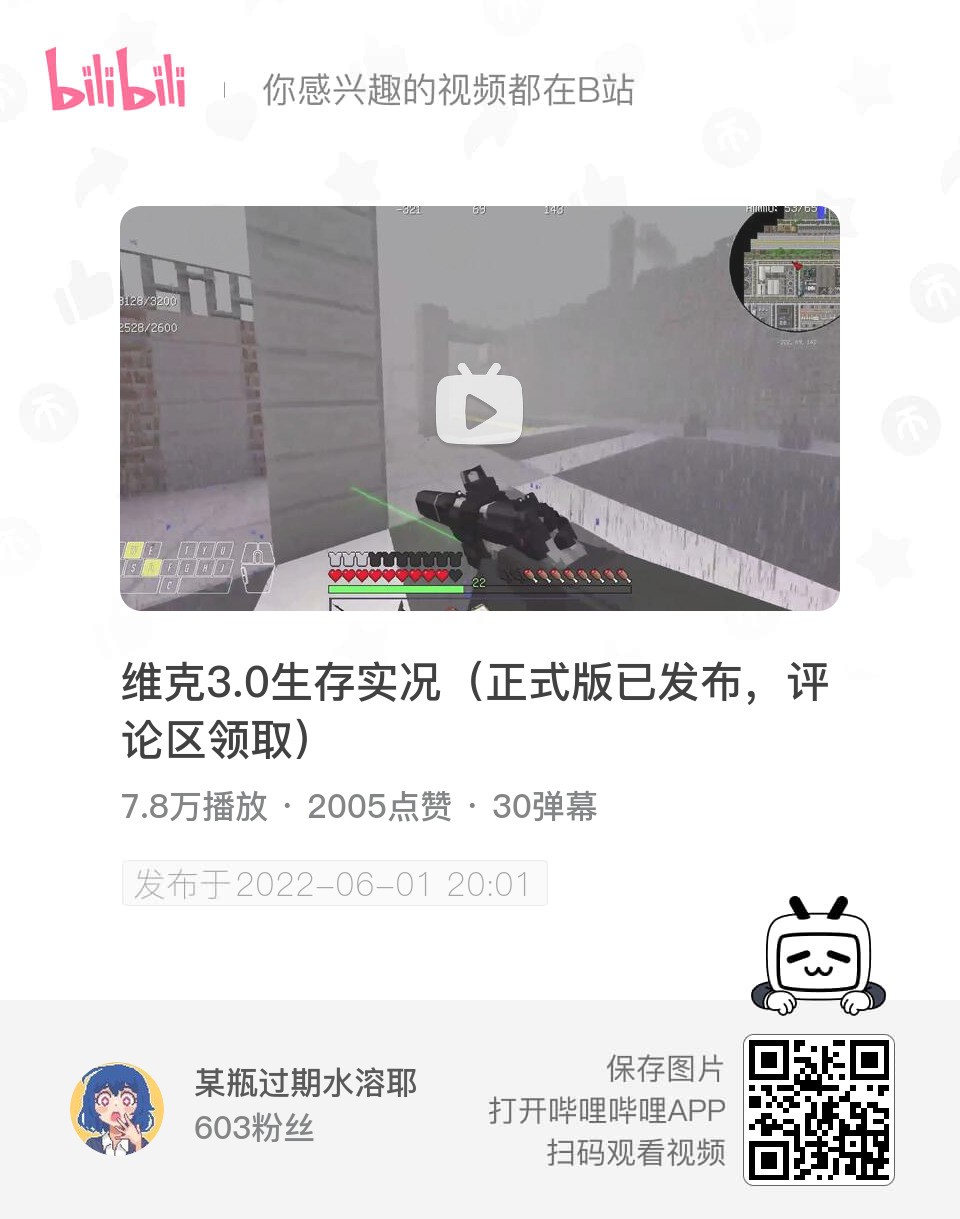 bilibili
你感兴趣的视频都在B站
-321 69 143
Ammo: 53/65
3128/3200
2528/2600
E T Y U
S F G H J
C
22
维克3.0生存实况（正式版已发布，评
论区领取）
7.8万播放 · 2005点赞 · 30弹幕
发布于2022-06-01 20:01
某瓶过期水溶耶
603粉丝
保存图片
打开哔哩哔哩APP
扫码观看视频